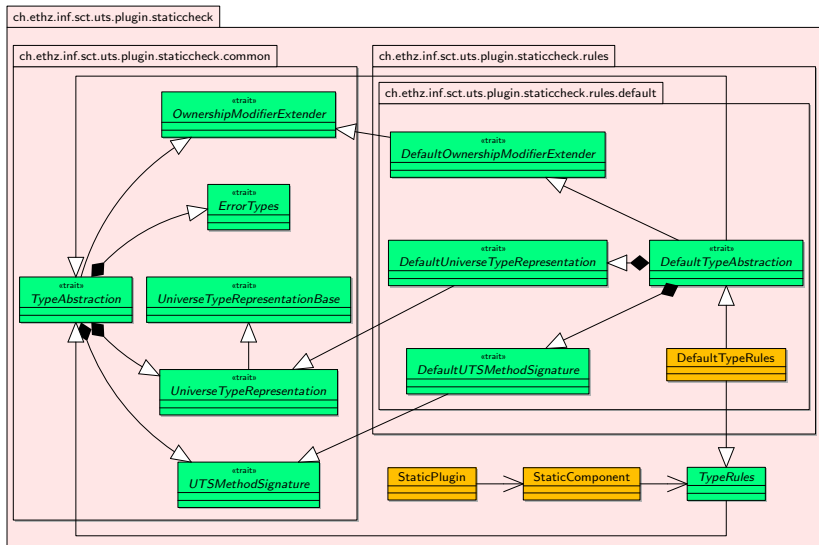 ch.ethz.inf.sct.uts.plugin.staticcheck
ch.ethz.inf.sct.uts.plugin.staticcheck.common
ch.ethz.inf.sct.uts.plugin.staticcheck.rules
ch.ethz.inf.sct.uts.plugin.staticcheck.rules.default
«trait»
OwnershipModifierExtender
«trait»
DefaultOwnershipModifierExtender
«trait»
ErrorTypes
«trait»
DefaultUniverseTypeRepresentation
«trait»
DefaultTypeAbstraction
«trait»
TypeAbstraction
«trait»
UniverseTypeRepresentationBase
«trait»
DefaultUTSMethodSignature
DefaultTypeRules
«trait»
UniverseTypeRepresentation
«trait»
UTSMethodSignature
StaticPlugin
StaticComponent
TypeRules